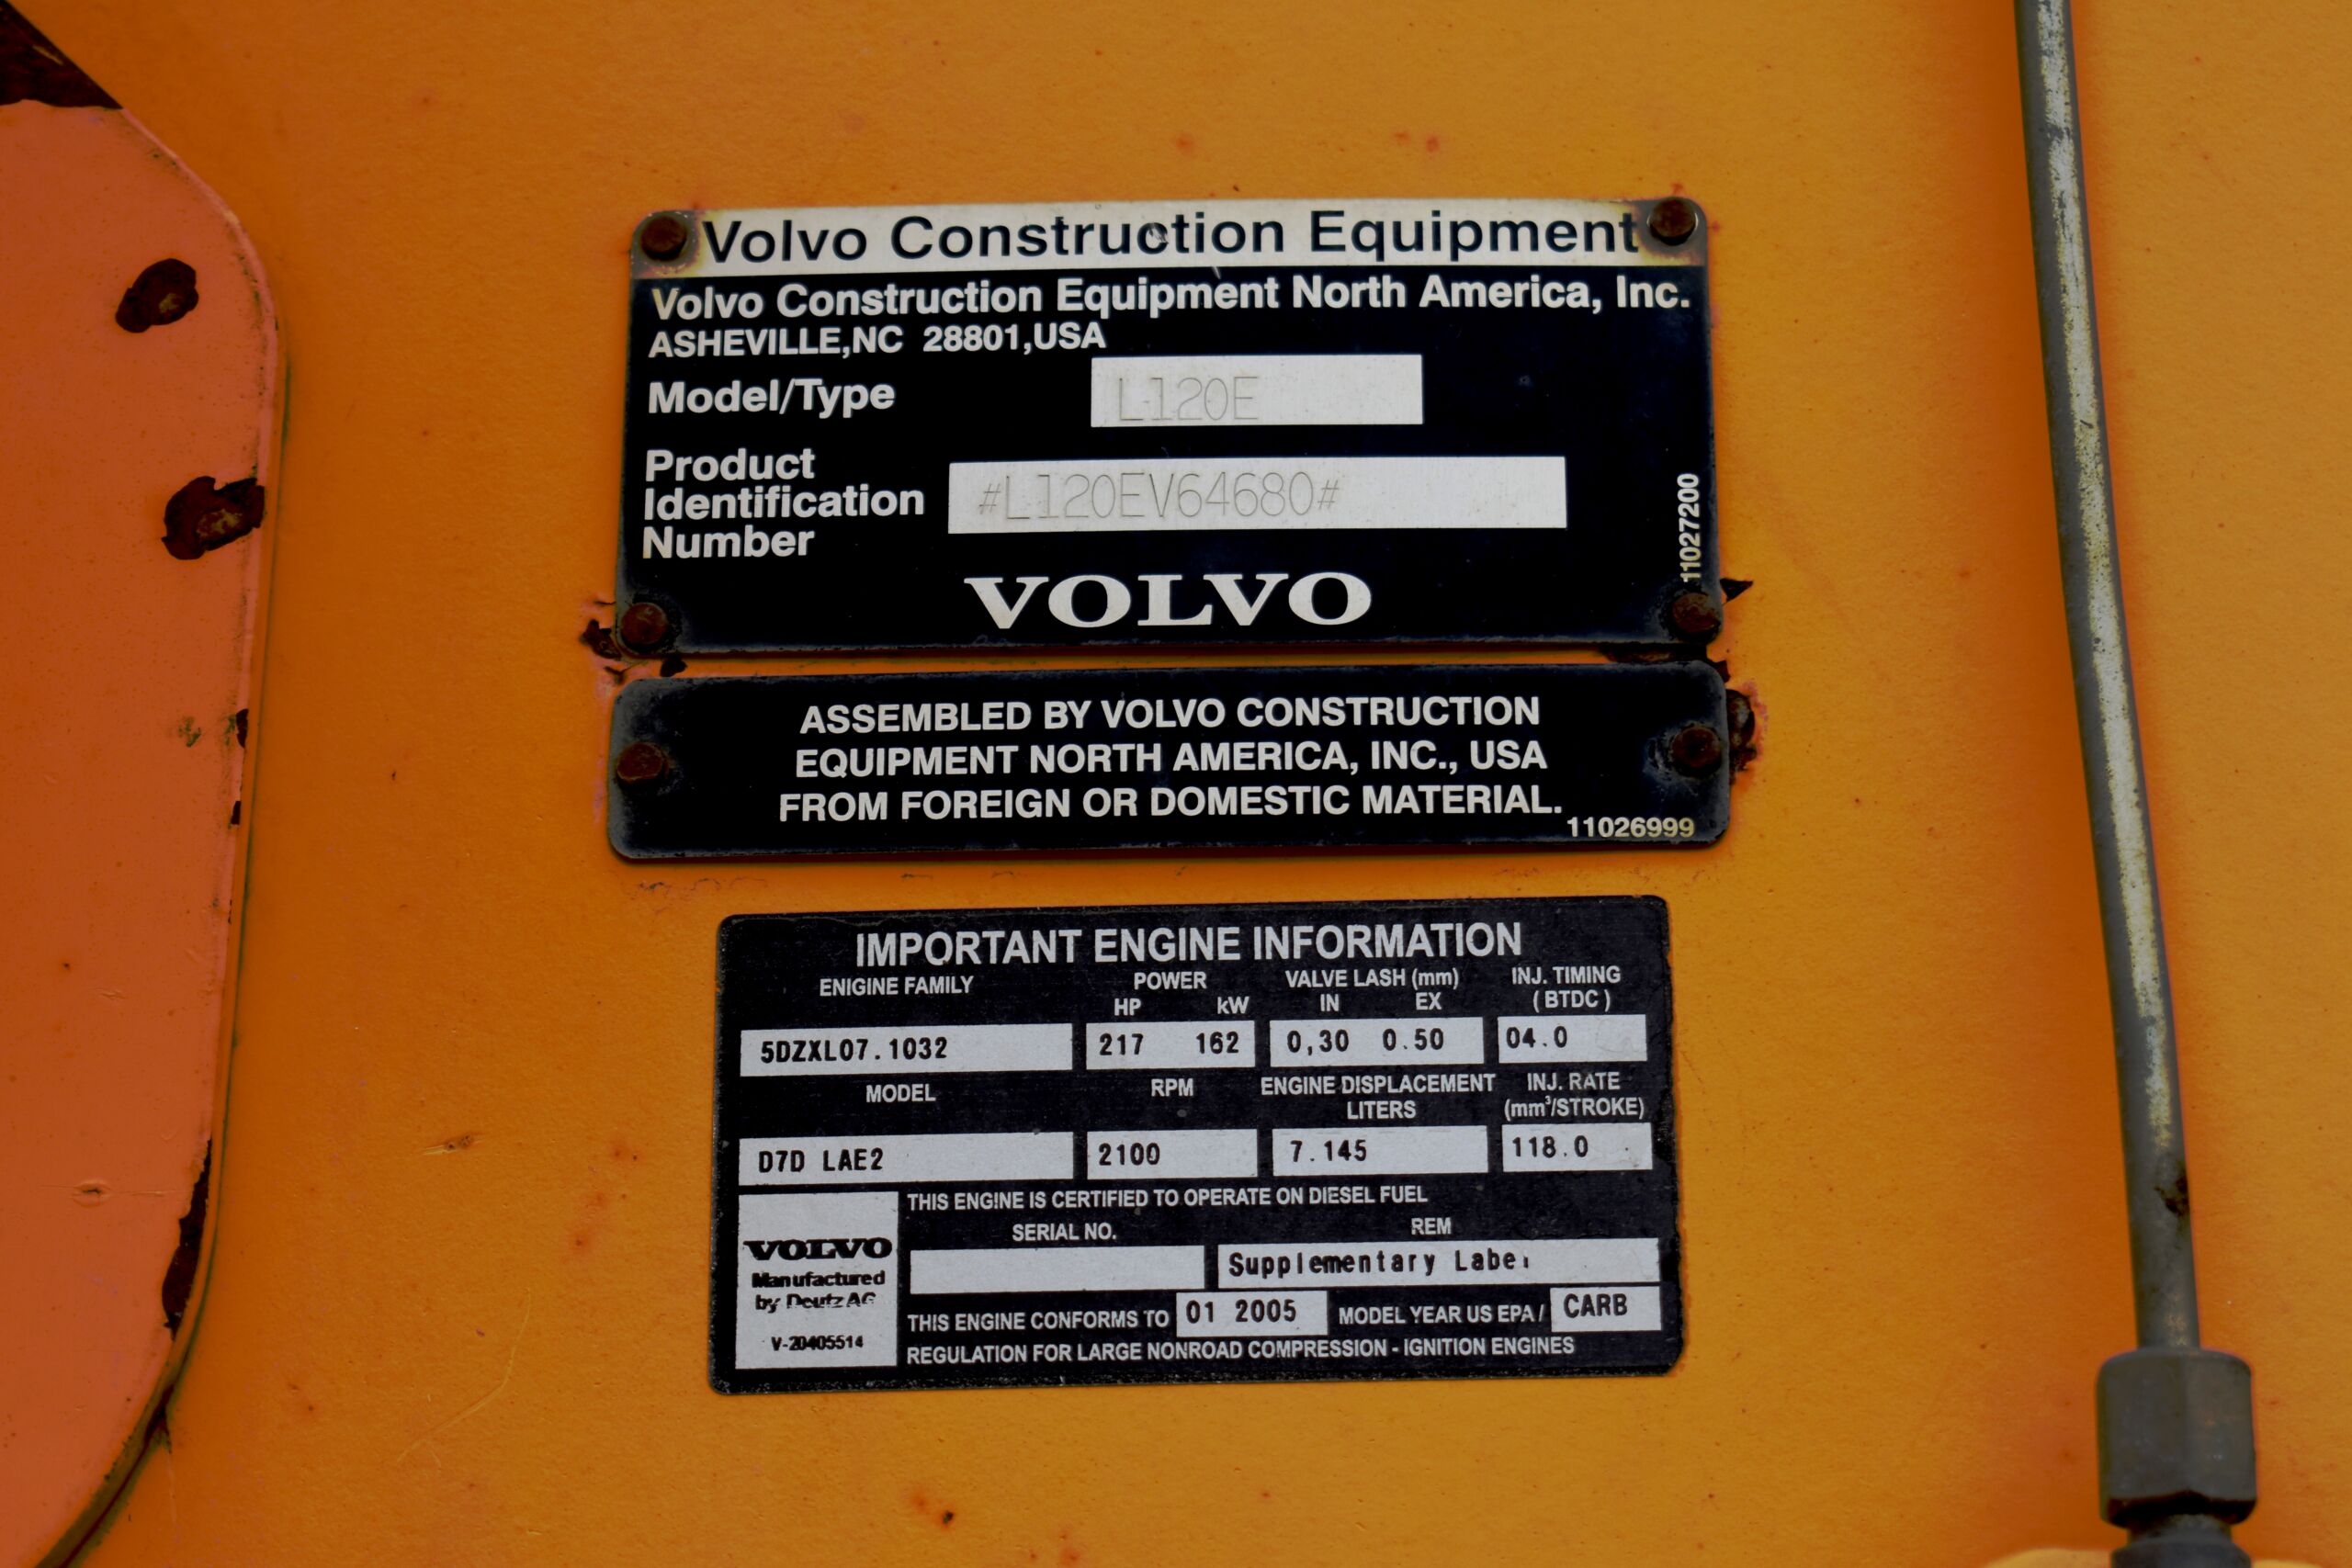 Volvo Construction Equipment
Volvo Construction Equipment North America, Inc.
ASHEVILLE,NC 28801,USA
Model/Type L120E
Product
Identification
Number
#L120EV64680#
11027200
VOLVO
ASSEMBLED BY VOLVO CONSTRUCTION
EQUIPMENT NORTH AMERICA, INC., USA
FROM FOREIGN OR DOMESTIC MATERIAL.
11026999
IMPORTANT ENGINE INFORMATION
ENIGINE FAMILY POWER VALVE LASH (mm) INJ. TIMING
HP kW IN EX (BTDC)
5DZXL07.1032 217 162 0,30 0.50 04.0
MODEL RPM ENGINE DISPLACEMENT INJ. RATE
LITERS (mm³/STROKE)
D7D LAE2 2100 7.145 118.0
THIS ENGINE IS CERTIFIED TO OPERATE ON DIESEL FUEL
SERIAL NO. REM
Supplementary Label
VOLVO
Manufactured
by Deutz AG
V-20405514
THIS ENGINE CONFORMS TO 01 2005 MODEL YEAR US EPA / CARB
REGULATION FOR LARGE NONROAD COMPRESSION - IGNITION ENGINES